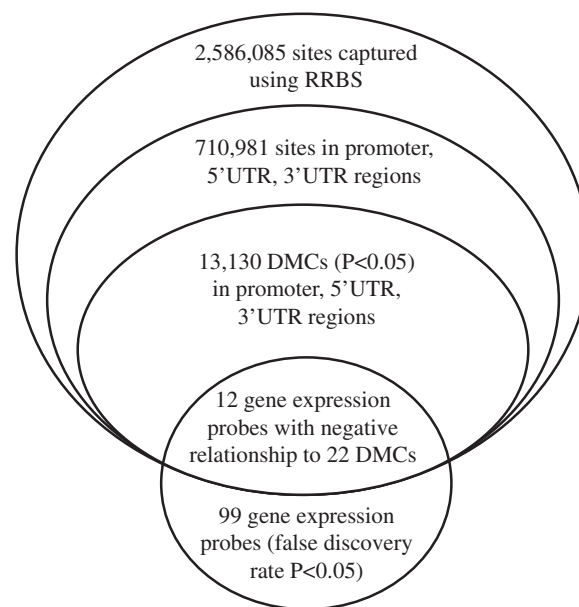 2,586,085 sites captured
using RRBS
710,981 sites in promoter,
5’UTR, 3’UTR regions
13,130 DMCs (P<0.05)
in promoter, 5’UTR,
3’UTR regions
12 gene expression
probes with negative
relationship to 22 DMCs
99 gene expression
probes (false discovery
rate P<0.05)